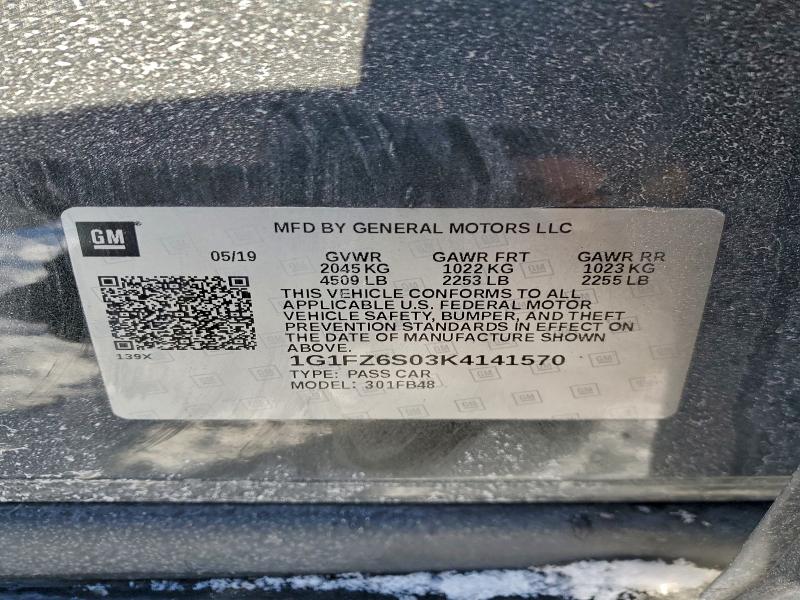 GM
MFD BY GENERAL MOTORS LLC
05/19 GVWR GAWR FRT GAWR RR
2045 KG 1022 KG 1023 KG
4509 LB 2253 LB 2255 LB
THIS VEHICLE CONFORMS TO ALL
APPLICABLE U.S. FEDERAL MOTOR
VEHICLE SAFETY, BUMPER, AND THEFT
PREVENTION STANDARDS IN EFFECT ON
THE DATE OF MANUFACTURE SHOWN
ABOVE.
139X
1G1FZ6S03K4141570
TYPE: PASS CAR
MODEL: 301FB48